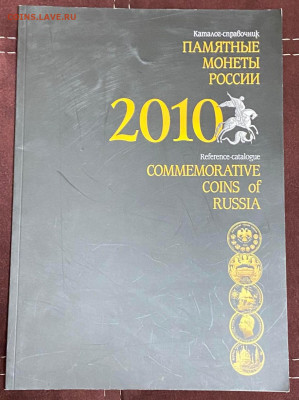 COINS.LAVE.RU
Каталог-справочник
ПАМЯТНЫЕ
МОНЕТЫ
РОССИИ
2010
Reference-catalogue
COMMEMORATIVE
COINS of
RUSSIA